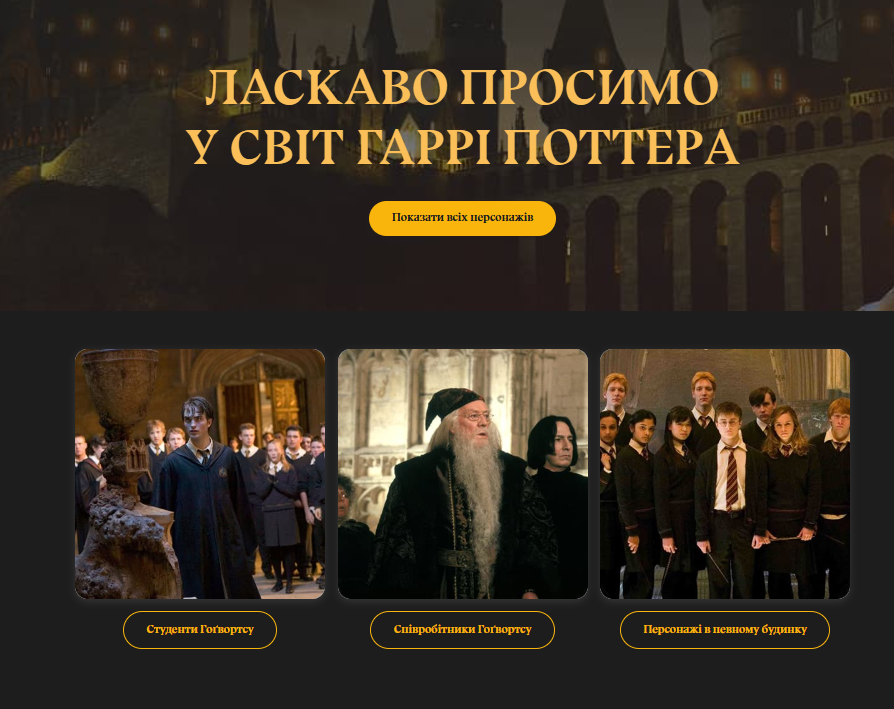 ЛАСКАВО ПРОСИМО
У СВІТ ГАРРІ ПОТТЕРА
Показати всіх персонажів
Студенти Гоґвортсу
Співробітники Гоґвортсу
Персонажі в певному будинку